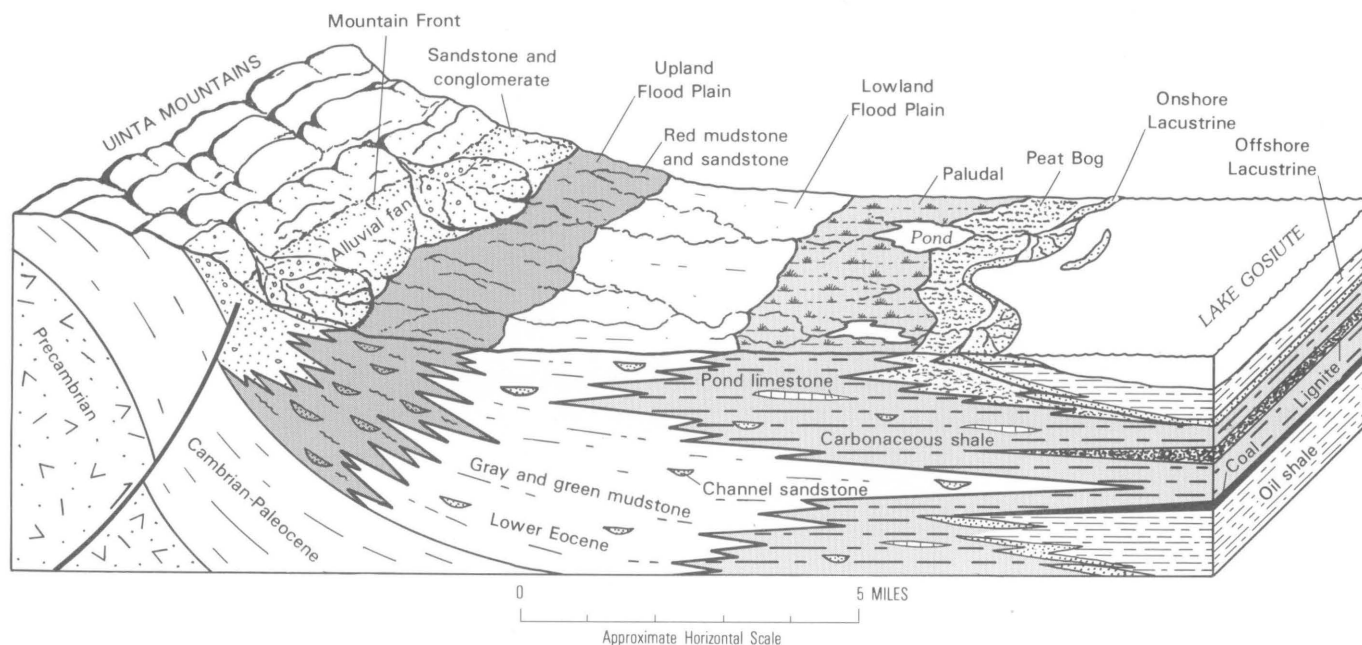 Mountain Front
UINTA MOUNTAINS
Sandstone and
conglomerate
Upland
Flood Plain
Red mudstone
and sandstone
Lowland
Flood Plain
Paludal
Peat Bog
Onshore
Lacustrine
Offshore
Lacustrine
Alluvial fan
Pond
LAKE GOSIUTE
Precambrian
Cambrian-Paleocene
Pond limestone
Carbonaceous shale
Gray and green mudstone
Channel sandstone
Lower Eocene
Lignite
Coal
Oil shale
0
5 MILES
Approximate Horizontal Scale